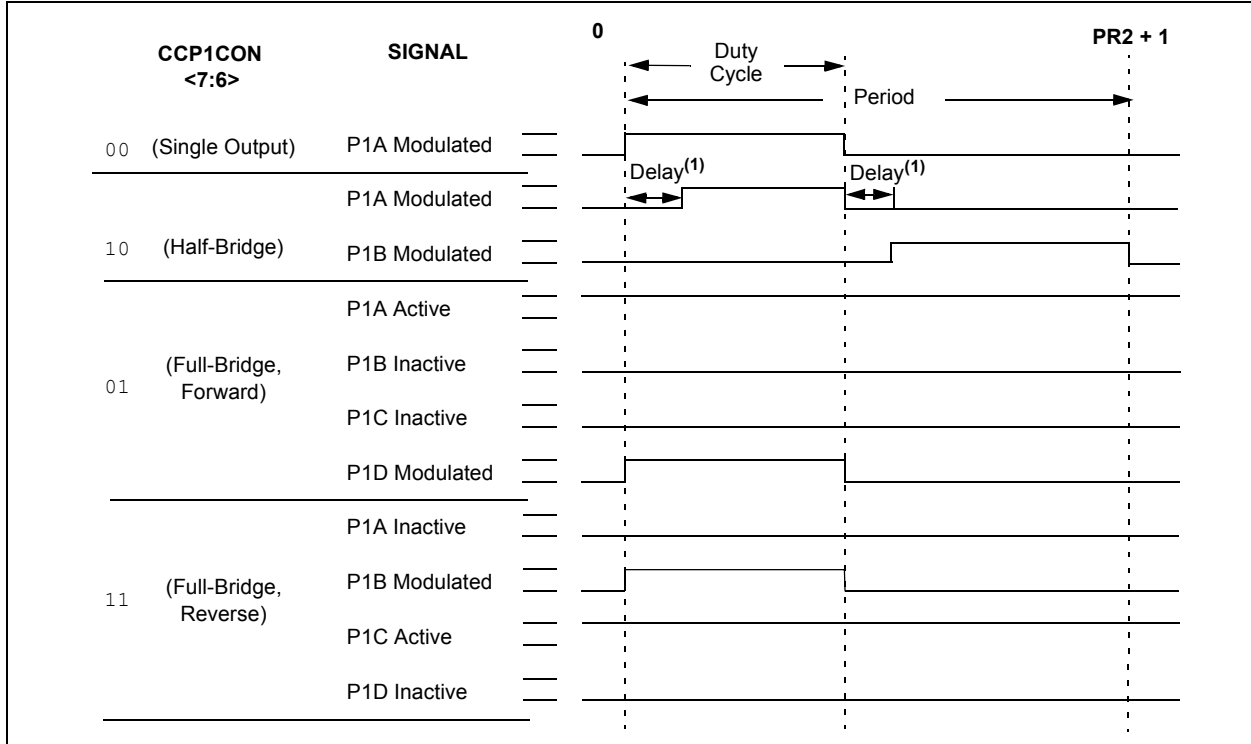 0
PR2 + 1
CCP1CON
<7:6>
SIGNAL
Duty
Cycle
Period
00 (Single Output) P1A Modulated
Delay(1) Delay(1)
P1A Modulated
10 (Half-Bridge) P1B Modulated
P1A Active
01 (Full-Bridge,
Forward)
P1B Inactive
P1C Inactive
P1D Modulated
P1A Inactive
11 (Full-Bridge,
Reverse)
P1B Modulated
P1C Active
P1D Inactive